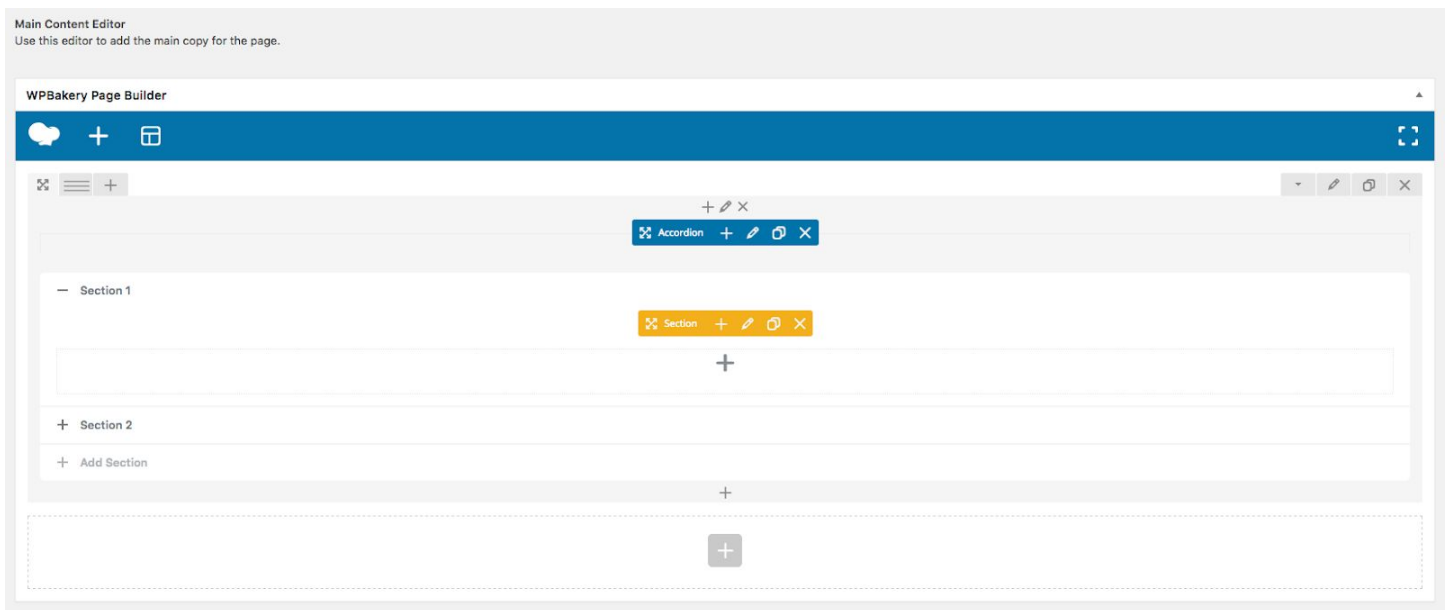 Main Content Editor
Use this editor to add the main copy for the page.
WPBakery Page Builder
Accordion
Section 1
Section
Section 2
Add Section